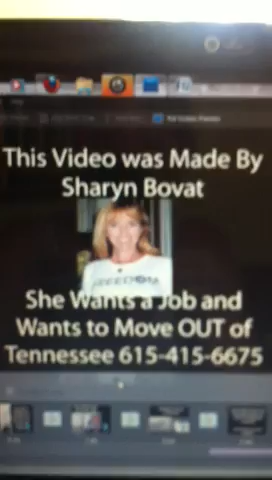 This Video was Made By
Sharyn Bovat
FREEDOM
She Wants a Job and
Wants to Move OUT of
Tennessee 615-415-6675